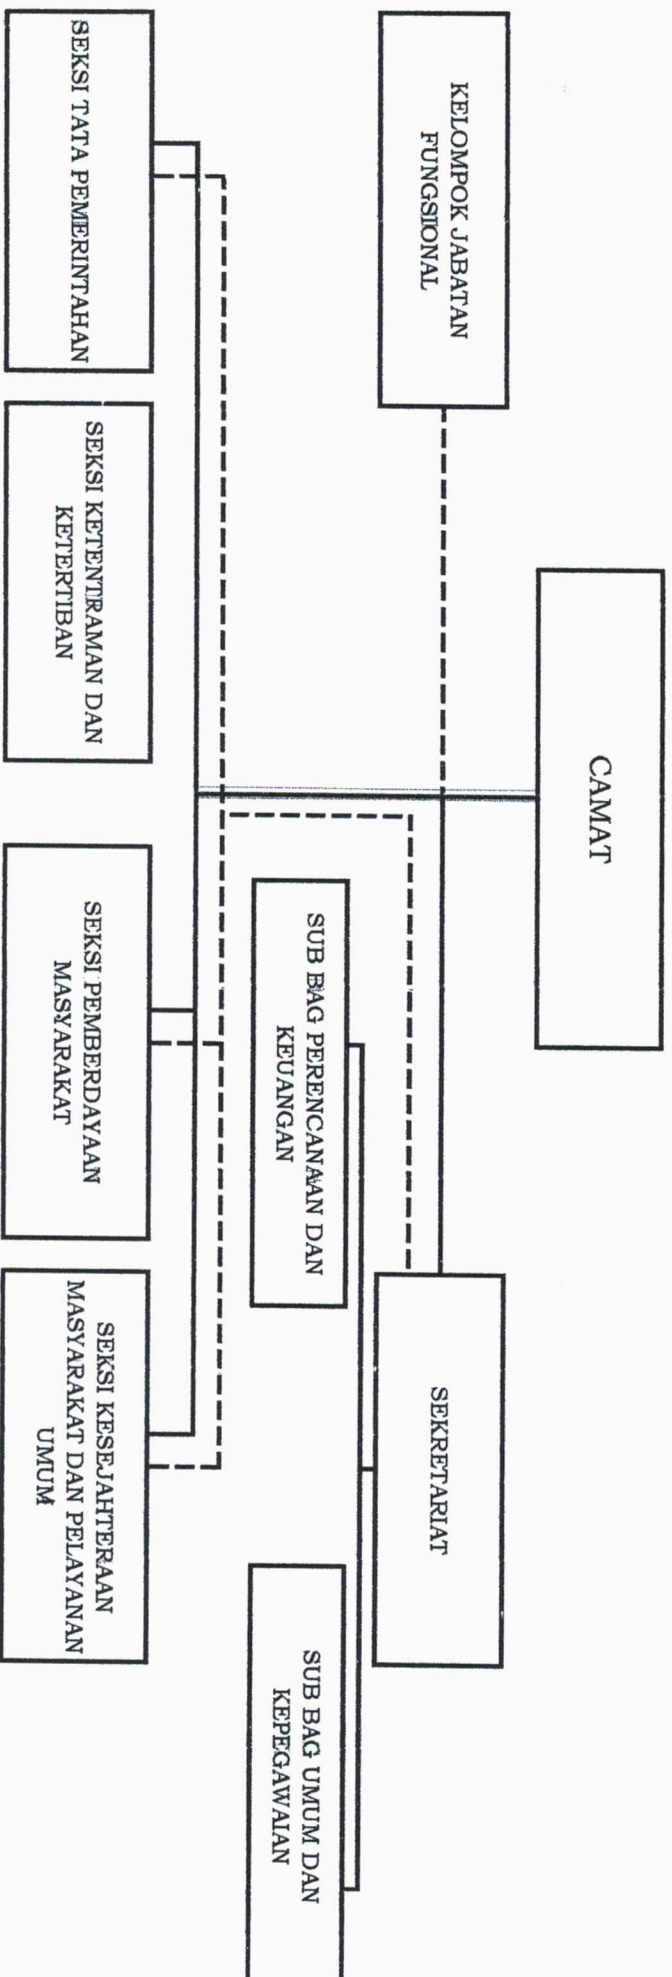 CAMAT
KELOMPOK JABATAN
FUNGSIONAL
SEKRETARIAT
SUB BAG PERENCANAAN DAN
KEUANGAN
SUB BAG UMUM DAN
KEPEGAWAIAN
SEKSI TATA PEMERINTAHAN
SEKSI KETENTRAMAN DAN
KETERTIBAN
SEKSI PEMBERDAYAAN
MASYARAKAT
SEKSI KESEJAHTERAAN
MASYARAKAT DAN PELAYANAN
UMUM